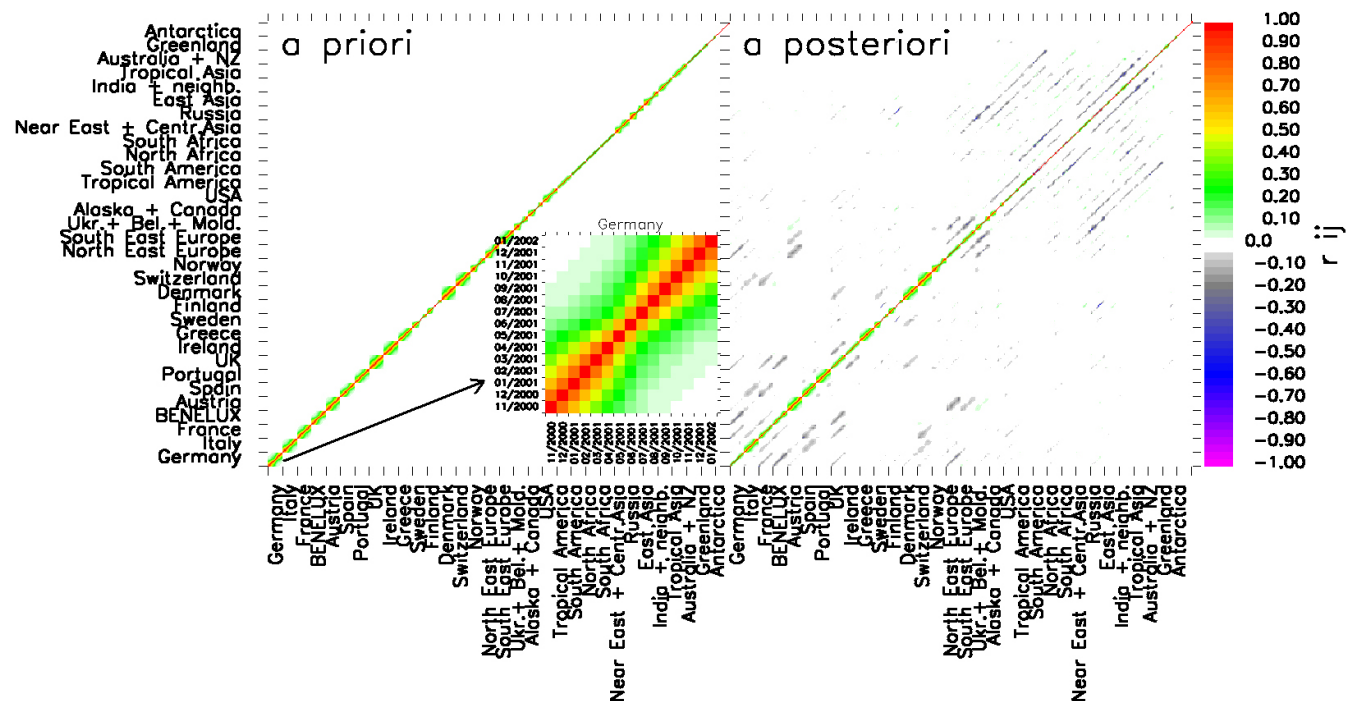 a priori
a posteriori
Antarctica
Greenland
Australia + NZ
Tropical Asia
India + neighb.
East Asia
Russia
Near East + Centr.Asia
South Africa
North Africa
South America
Tropical America
USA
Alaska + Canada
Ukr.+ Bel.+ Mold.
South East Europe
North East Europe
Norway
Switzerland
Denmark
Finland
Sweden
Greece
Ireland
UK
Portugal
Spain
Austria
BENELUX
France
Italy
Germany
Germany
01/2002
12/2001
11/2001
10/2001
09/2001
08/2001
07/2001
06/2001
05/2001
04/2001
03/2001
02/2001
01/2001
12/2000
11/2000
11/2000
12/2000
01/2001
02/2001
03/2001
04/2001
05/2001
06/2001
07/2001
08/2001
09/2001
10/2001
11/2001
12/2001
01/2002
1.00
0.90
0.80
0.70
0.60
0.50
0.40
0.30
0.20
0.10
0.0
-0.10
-0.20
-0.30
-0.40
-0.50
-0.60
-0.70
-0.80
-0.90
-1.00
r ij
Germany
Italy
France
BENELUX
Austria
Spain
Portugal
UK
Ireland
Greece
Sweden
Finland
Denmark
Switzerland
Norway
North East Europe
South East Europe
Ukr.+ Bel.+ Mold.
Alaska + Canada
USA
Tropical America
South America
North Africa
South Africa
Near East + Centr.Asia
Russia
East Asia
India + neighb.
Tropical Asia
Australia + NZ
Greenland
Antarctica
Germany
Italy
France
BENELUX
Austria
Spain
Portugal
UK
Ireland
Greece
Sweden
Finland
Denmark
Switzerland
Norway
North East Europe
South East Europe
Ukr.+ Bel.+ Mold.
Alaska + Canada
USA
Tropical America
South America
North Africa
South Africa
Near East + Centr.Asia
Russia
East Asia
India + neighb.
Tropical Asia
Australia + NZ
Greenland
Antarctica